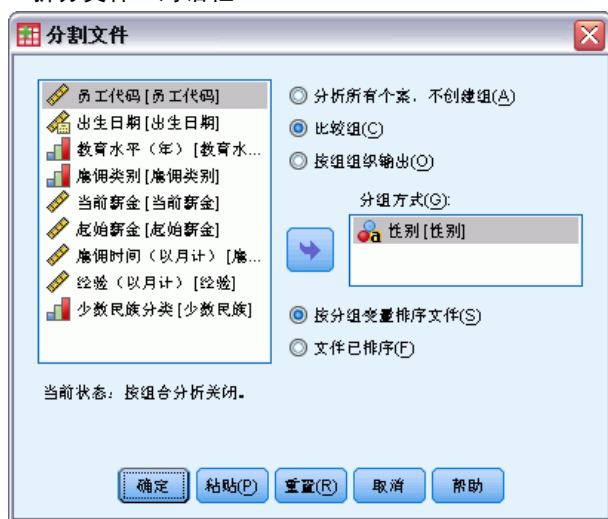 分割文件
员工代码 [员工代码]
出生日期 [出生日期]
教育水平（年） [教育水...
雇佣类别 [雇佣类别]
当前薪金 [当前薪金]
起始薪金 [起始薪金]
雇佣时间（以月计） [雇...
经验（以月计） [经验]
少数民族分类 [少数民族]
分析所有个案，不创建组(A)
比较组(C)
按组组织输出(O)
分组方式(G):
性别 [性别]
按分组变量排序文件(S)
文件已排序(F)
当前状态：按组合分析关闭。
确定
粘贴(P)
重置(R)
取消
帮助